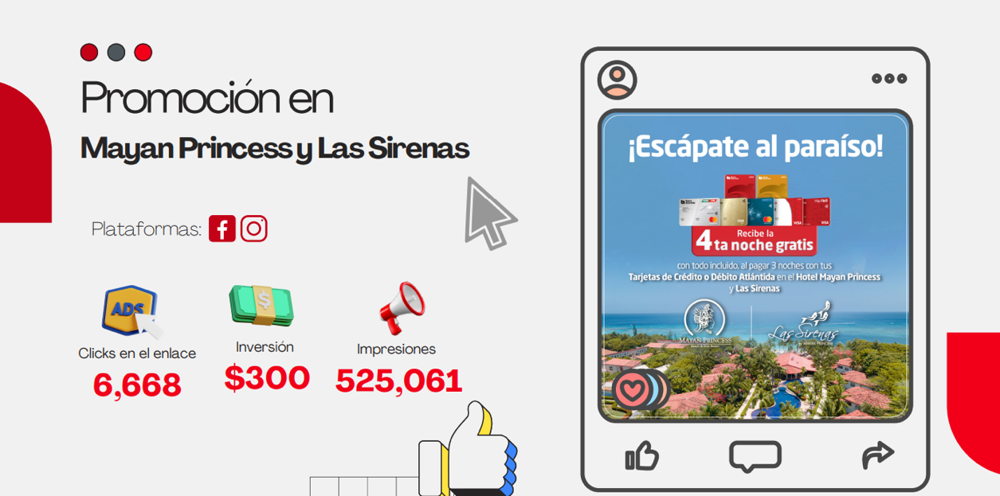 Promoción en
Mayan Princess y Las Sirenas
Plataformas:
ADS
Clicks en el enlace
6,668
Inversión
$300
Impresiones
525,061
¡Escápate al paraíso!
Recibe la
4ta noche gratis
con todo incluido, al pagar 3 noches con tus
Tarjetas de Crédito o Débito Atlántida en el Hotel Mayan Princess
y Las Sirenas
MAYAN PRINCESS
Las Sirenas